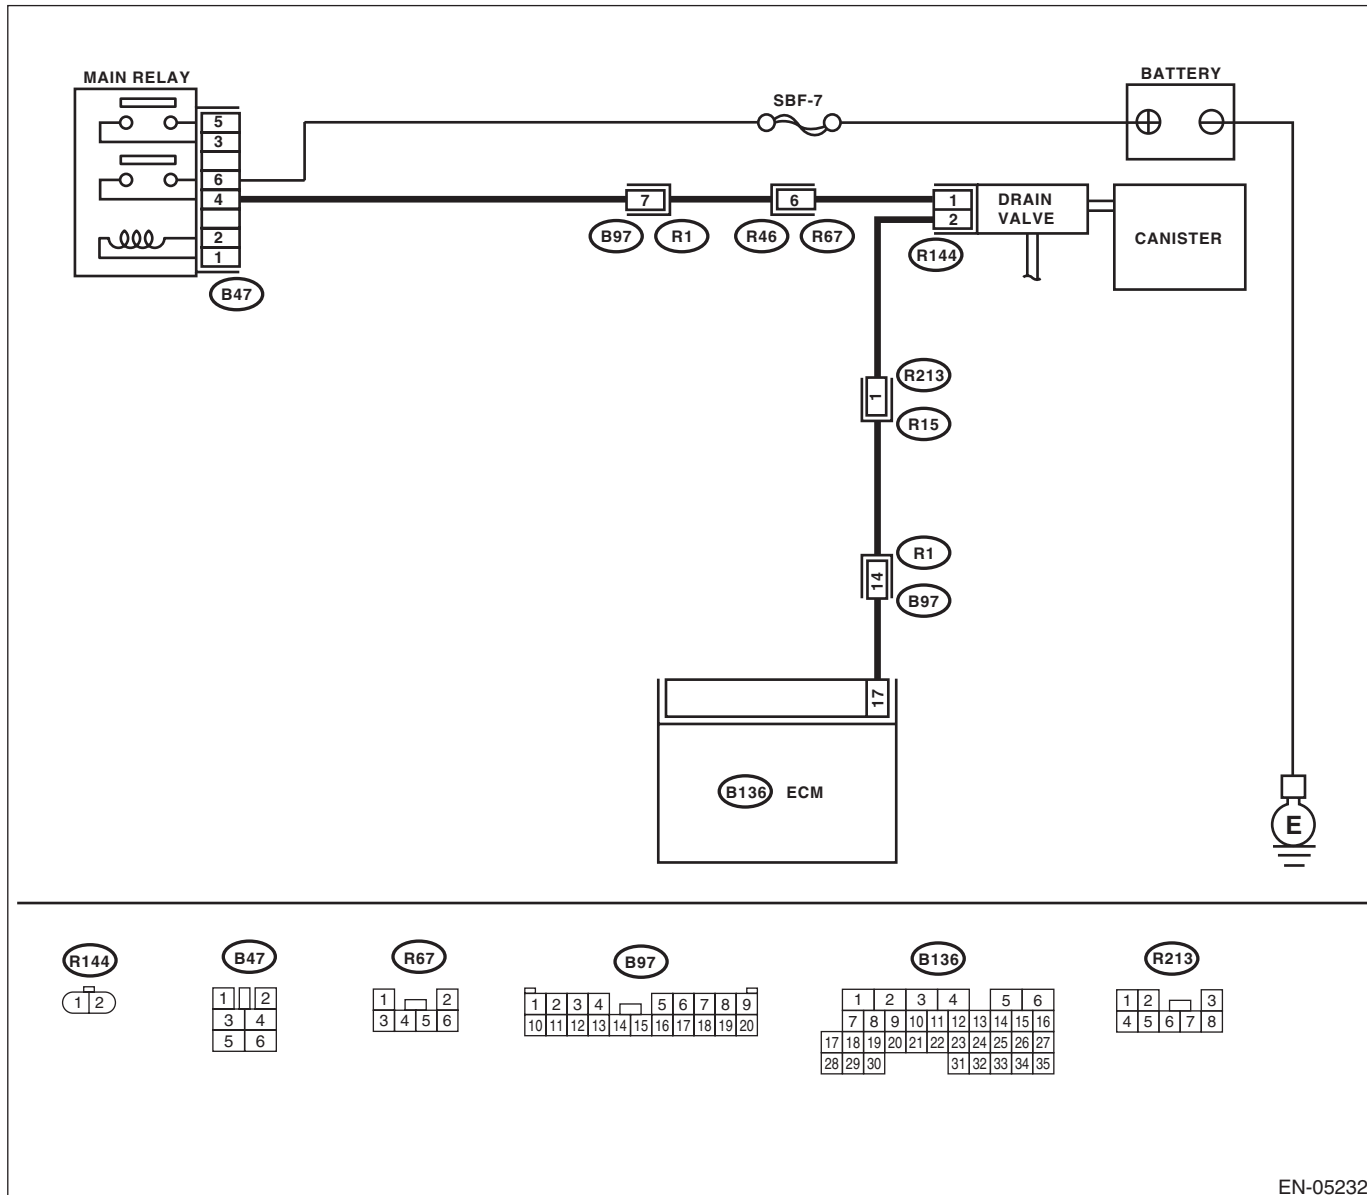 MAIN RELAY
BATTERY
SBF-7
5
3
6
4
2
1
B47
7
B97 R1
6
R46 R67
1
2
R144
DRAIN
VALVE
CANISTER
R213
1
R15
R1
14
B97
17
B136 ECM
E
R144
1 2
B47
1 2
3 4
5 6
R67
1 2
3 4 5 6
B97
1 2 3 4 5 6 7 8 9
10 11 12 13 14 15 16 17 18 19 20
B136
1 2 3 4 5 6
7 8 9 10 11 12 13 14 15 16
17 18 19 20 21 22 23 24 25 26 27
28 29 30 31 32 33 34 35
R213
1 2 3
4 5 6 7 8
EN-05232